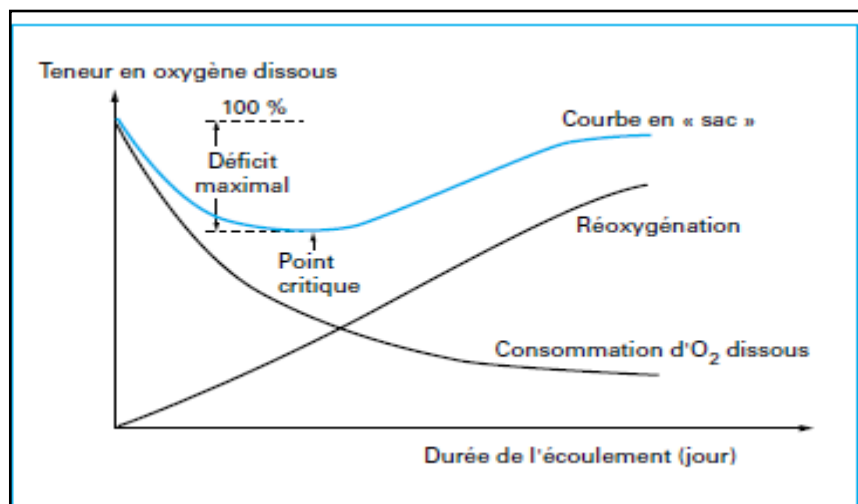 Teneur en oxygène dissous
100 %
Courbe en « sac »
Déficit
maximal
Réoxygénation
Point
critique
Consommation d'O₂ dissous
Durée de l'écoulement (jour)